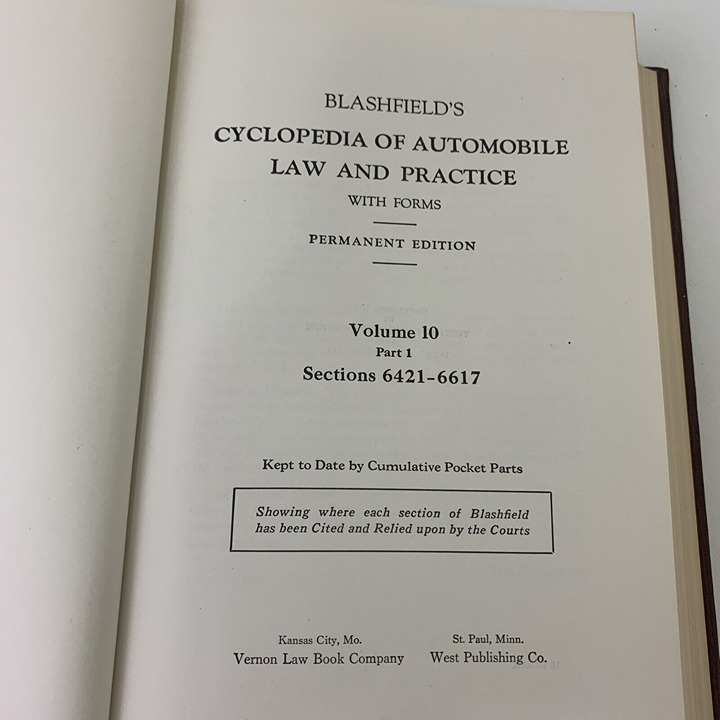 BLASHFIELD'S
CYCLOPEDIA OF AUTOMOBILE
LAW AND PRACTICE
WITH FORMS
PERMANENT EDITION
Volume 10
Part 1
Sections 6421-6617
Kept to Date by Cumulative Pocket Parts
Showing where each section of Blashfield
has been Cited and Relied upon by the Courts
Kansas City, Mo.
Vernon Law Book Company
St. Paul, Minn.
West Publishing Co.